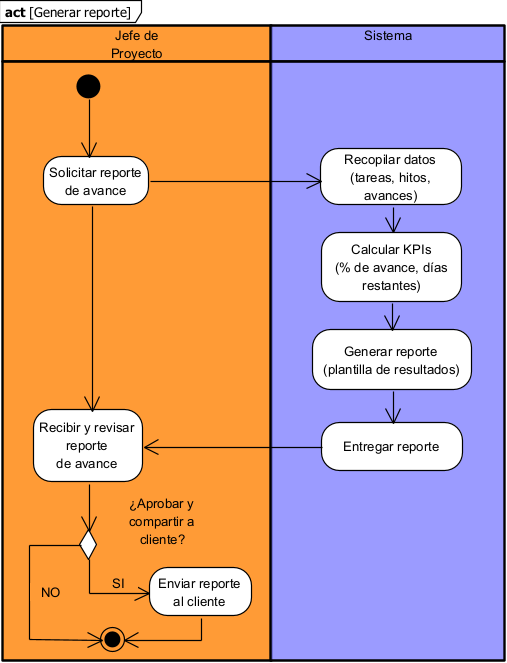 act [Generar reporte]
Jefe de
Proyecto
Sistema
Solicitar reporte
de avance
Recopilar datos
(tareas, hitos,
avances)
Calcular KPIs
(% de avance, días
restantes)
Generar reporte
(plantilla de resultados)
Recibir y revisar
reporte
de avance
Entregar reporte
¿Aprobar y
compartir a
cliente?
NO
SI
Enviar reporte
al cliente